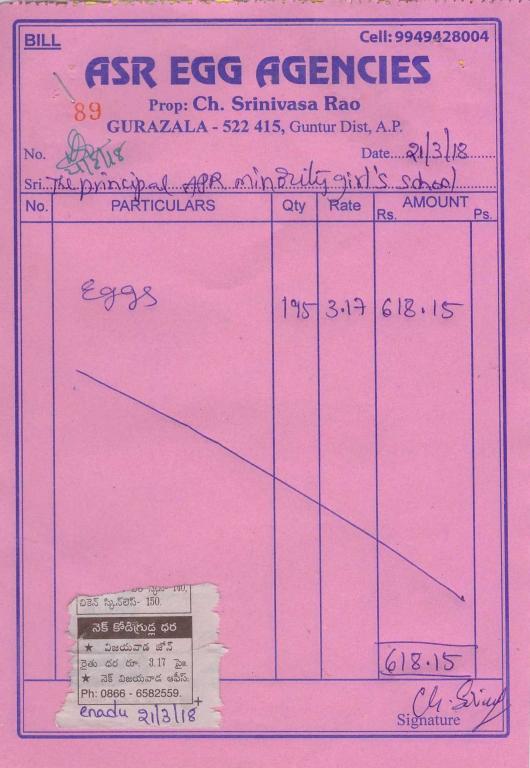 BILL
Cell: 9949428004
ASR EGG AGENCIES
89
Prop: Ch. Srinivasa Rao
GURAZALA - 522 415, Guntur Dist, A.P.
No.
Date 21/3/18
Sri. The principal APR minority girl's school
No. PARTICULARS Qty Rate AMOUNT
Rs. Ps.
Eggs 195 3.17 618.15
చికెన్ స్కిన్‌లెస్- 150.
నెక్ కోడిగ్రుడ్ల ధర
★ విజయవాడ జోన్
రైతు ధర రూ. 3.17 పై.
★ నెక్ విజయవాడ ఆఫీస్
Ph: 0866 - 6582559.
enadu 21/3/18
618.15
Ch. Sriny
Signature